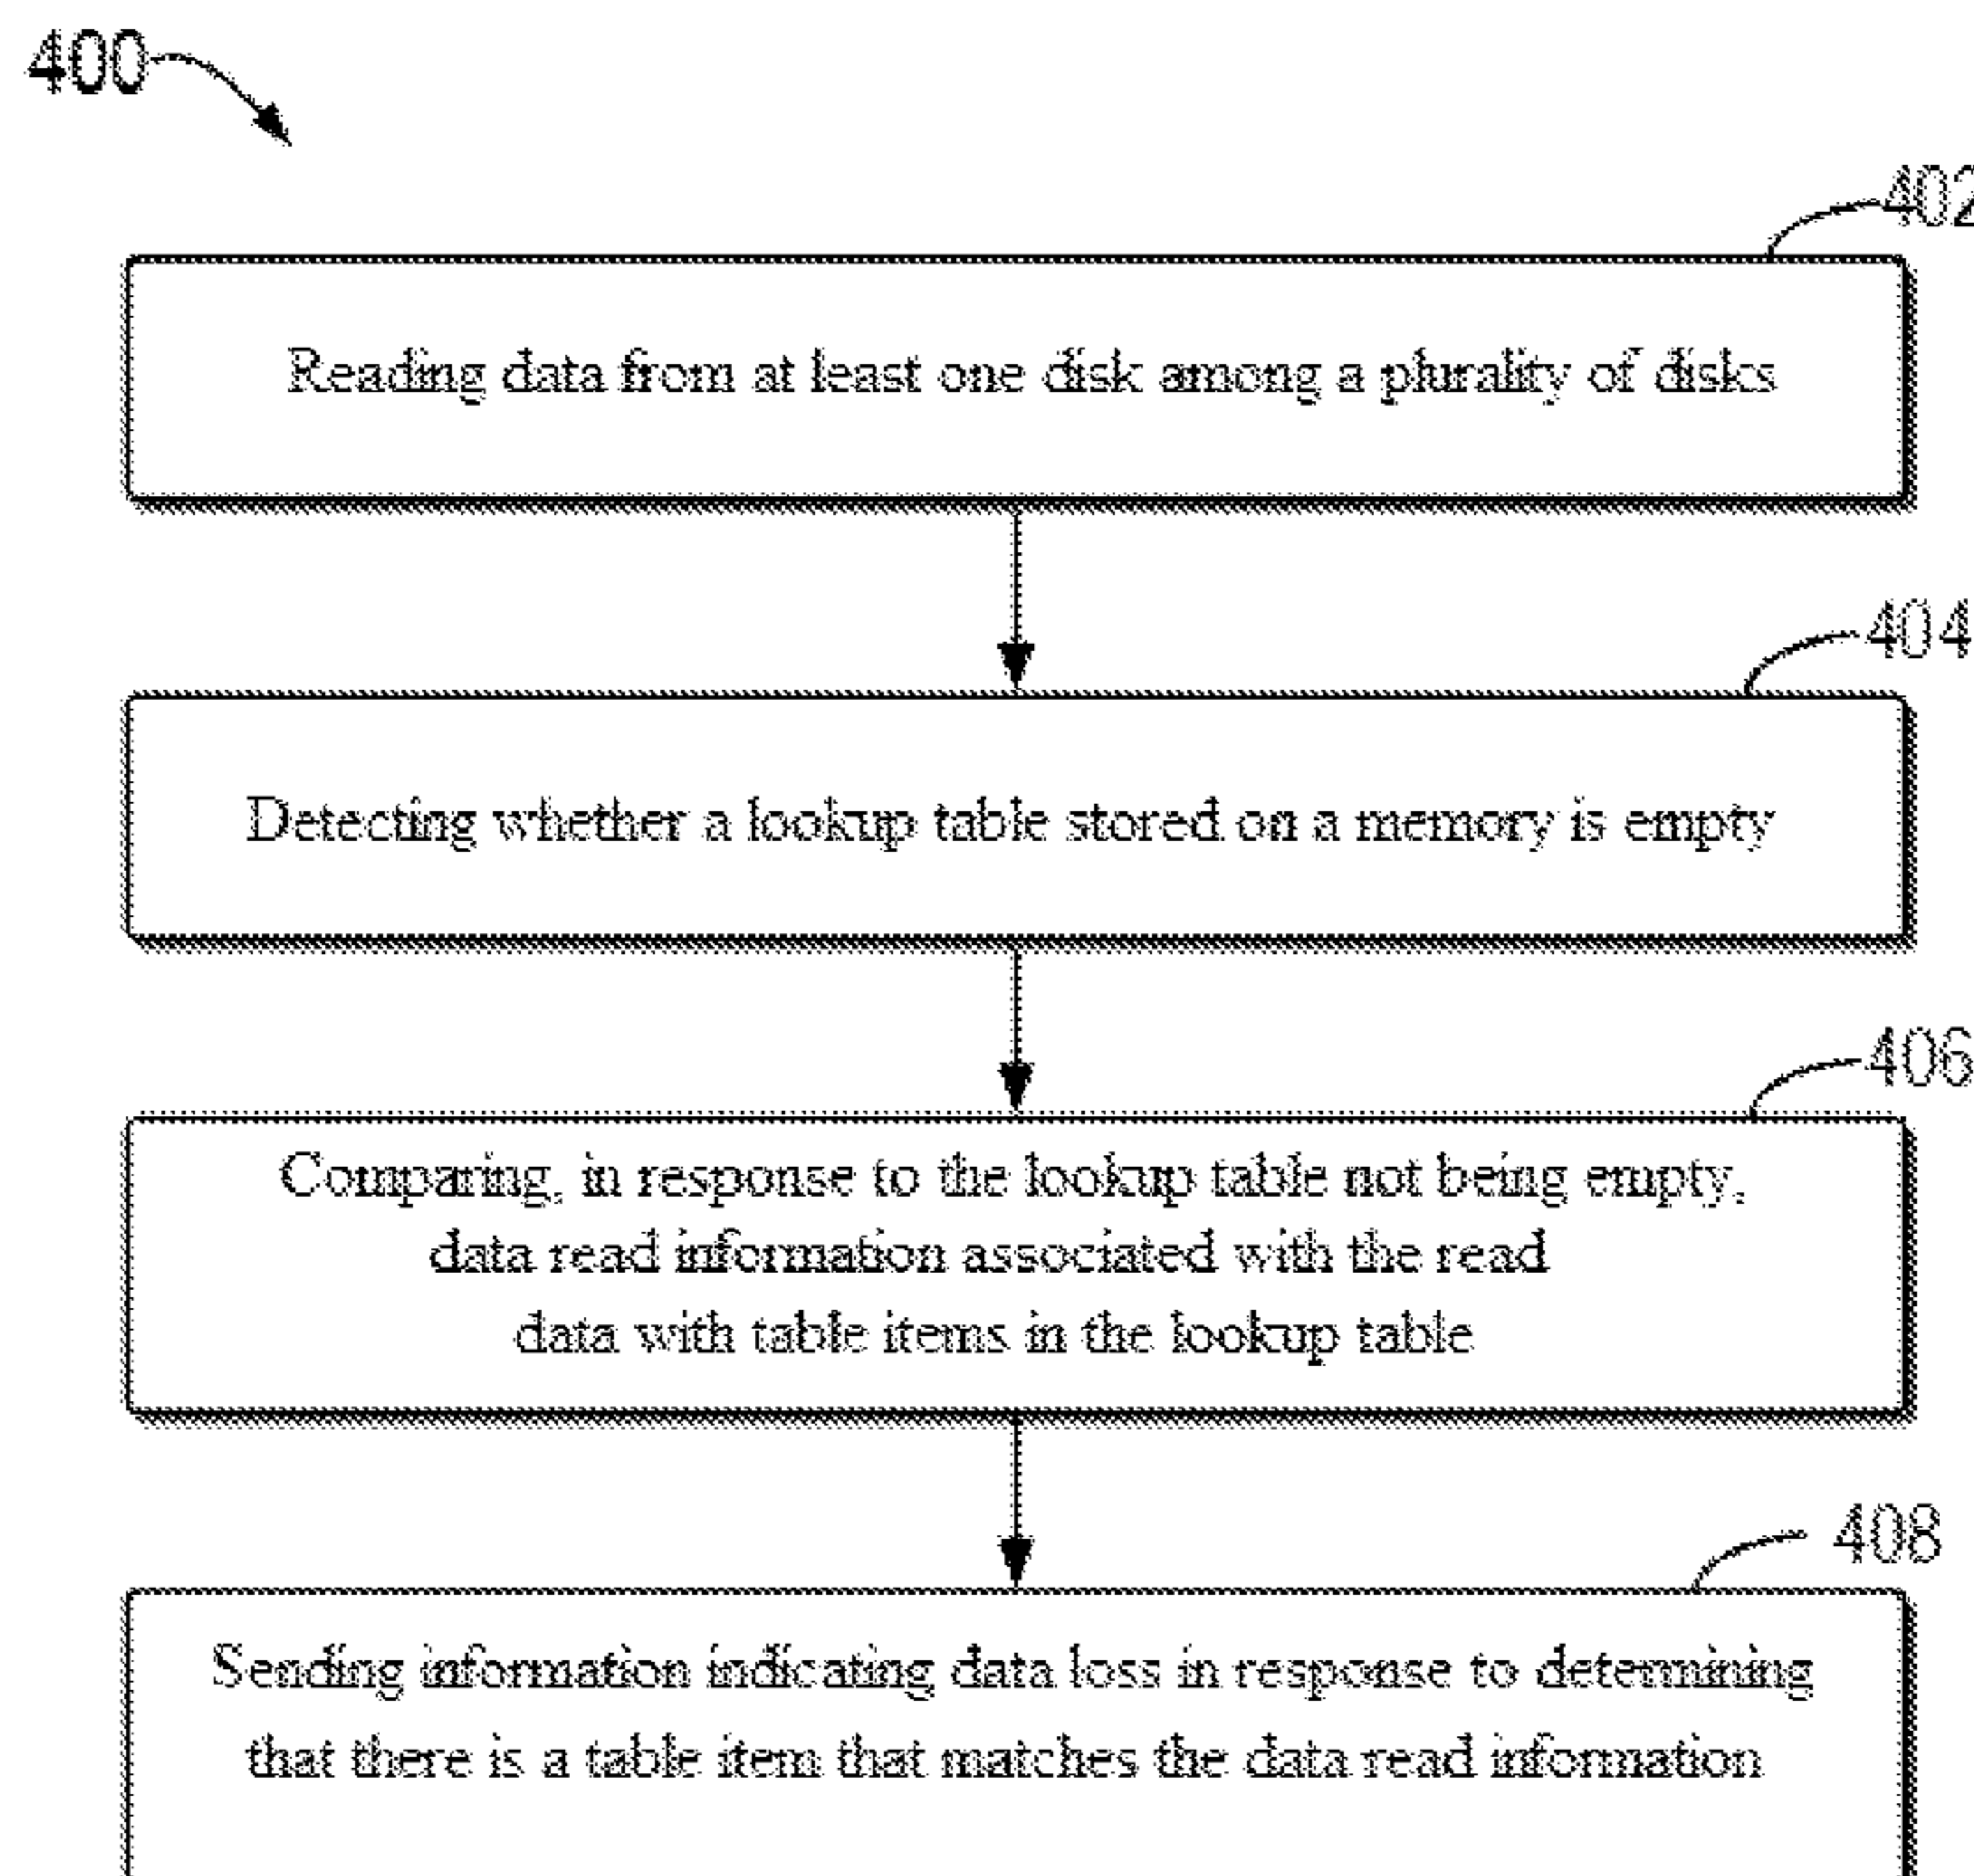 400
402
Reading data from at least one disk among a plurality of disks
404
Detecting whether a lookup table stored on a memory is empty
406
Comparing, in response to the lookup table not being empty,
data read information associated with the read
data with table items in the lookup table
408
Sending information indicating data loss in response to determining
that there is a table item that matches the data read information